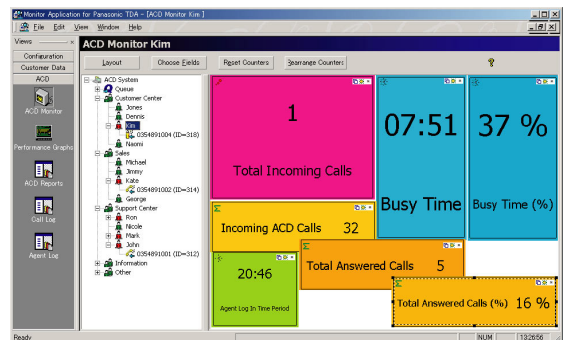 Monitor Application for Panasonic TDA - [ACD Monitor Kim ]
File Edit View Window Help
Views
ACD Monitor Kim
Configuration
Customer Data
ACD
ACD Monitor
Performance Graphs
ACD Reports
Call Log
Agent Log
Layout
Choose Fields
Reset Counters
Rearrange Counters
ACD System
Queue
Customer Center
Jones
Dennis
Kim
0354891004 (ID=318)
Naomi
Sales
Michael
Jimmy
Kate
0354891002 (ID=314)
George
Support Center
Ron
Nicole
Mark
John
0354891001 (ID=312)
Information
Other
1
Total Incoming Calls
07:51
Busy Time
37 %
Busy Time (%)
Incoming ACD Calls 32
Total Answered Calls 5
20:46
Agent Log In Time Period
Total Answered Calls (%) 16 %
Ready
NUM